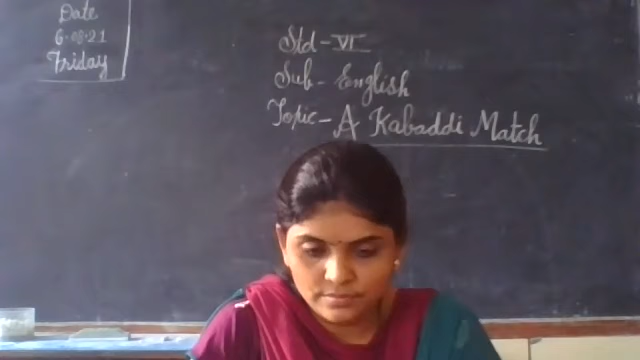 Date
6.08.21
Friday
Std-VI
Sub- English
Topic- A Kabaddi Match